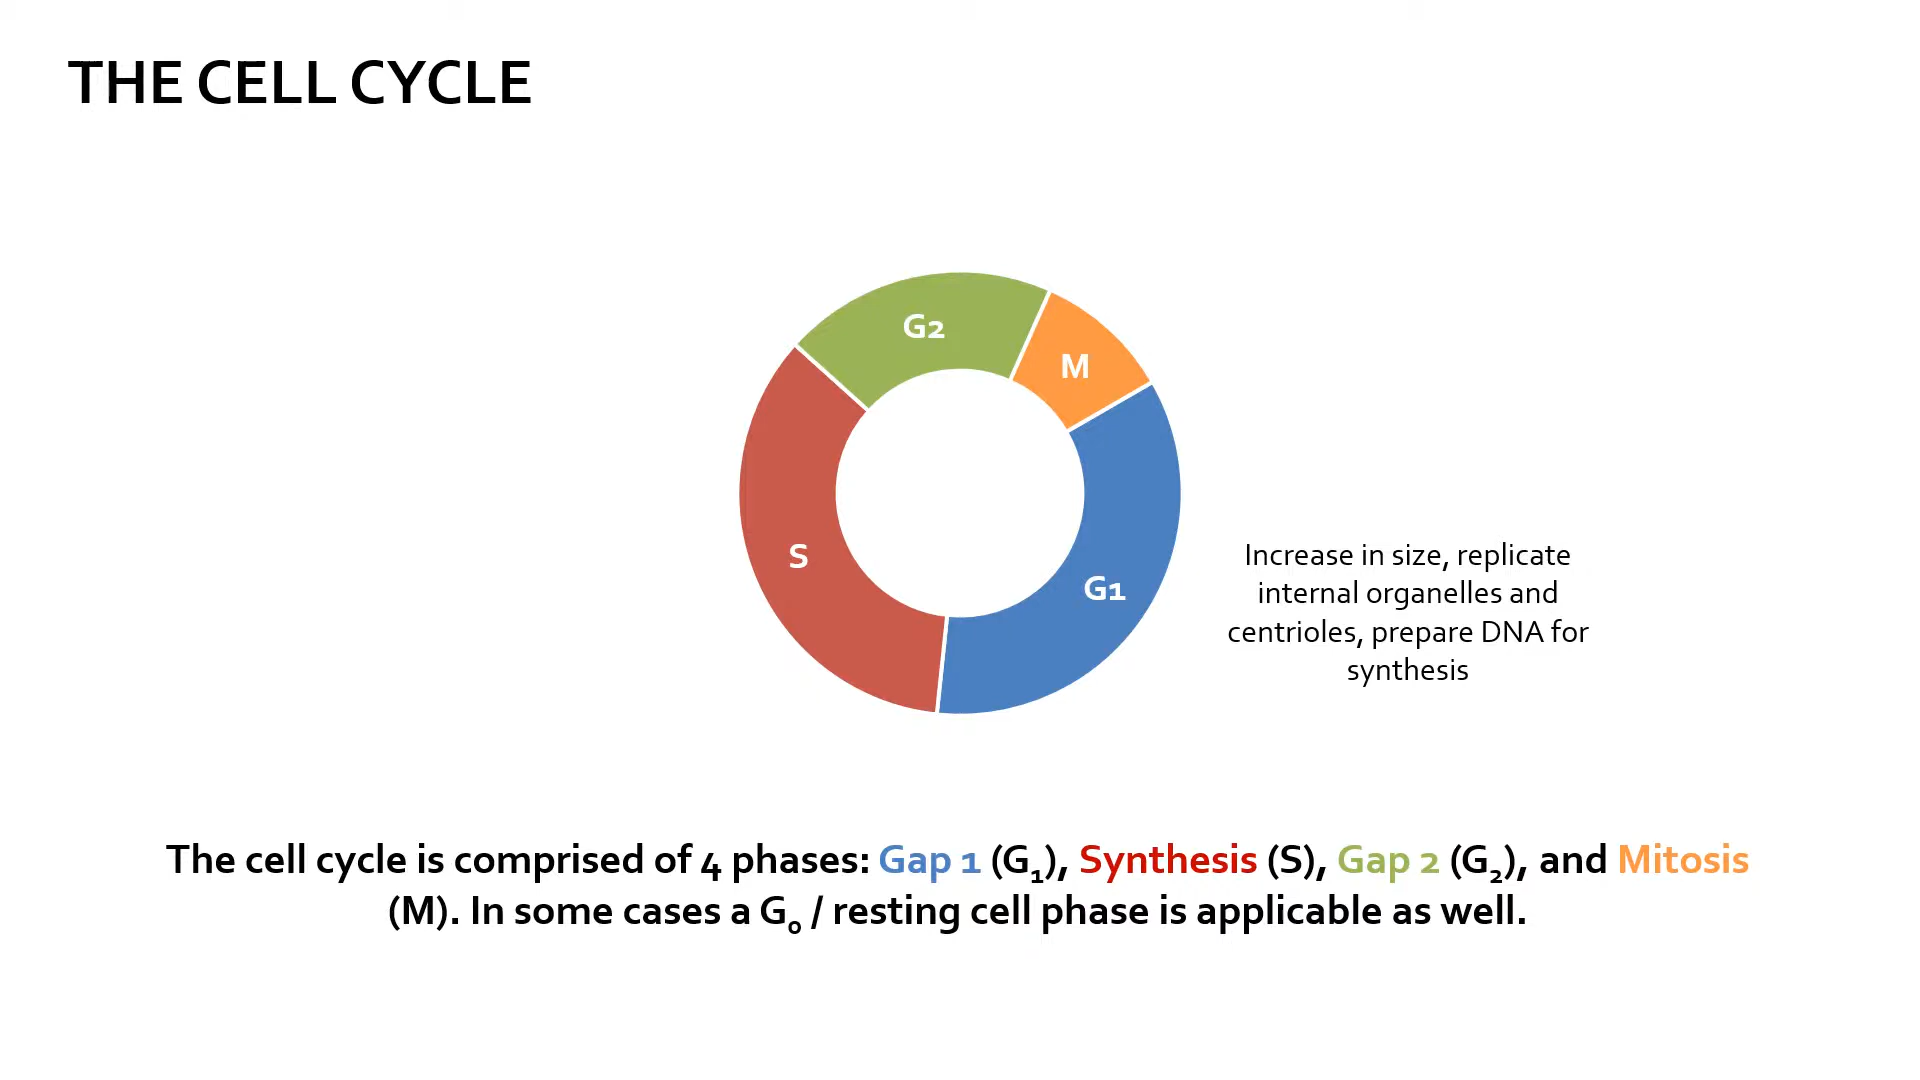 THE CELL CYCLE
G2
M
S
G1
Increase in size, replicate
internal organelles and
centrioles, prepare DNA for
synthesis
The cell cycle is comprised of 4 phases: Gap 1 (G₁), Synthesis (S), Gap 2 (G₂), and Mitosis
(M). In some cases a G₀ / resting cell phase is applicable as well.